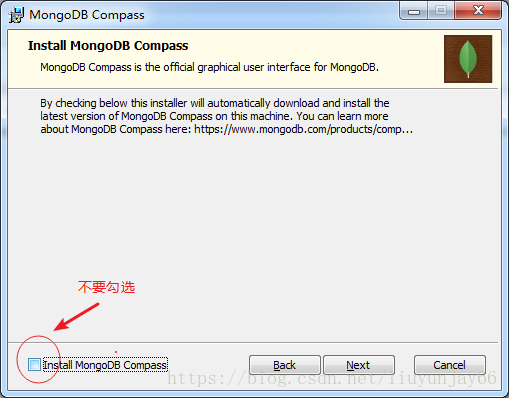 MongoDB Compass
Install MongoDB Compass
MongoDB Compass is the official graphical user interface for MongoDB.
By checking below this installer will automatically download and install the
latest version of MongoDB Compass on this machine. You can learn more
about MongoDB Compass here: https://www.mongodb.com/products/comp...
不要勾选
Install MongoDB Compass
Back
Next
Cancel
https://blog.csdn.net/liuyunjay66